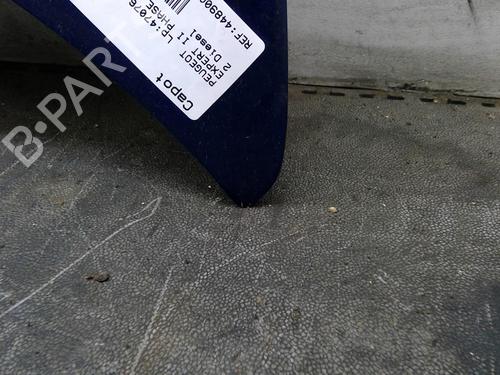 Capot
PEUGEOT
EXPERT II PHASE
2
Diesel
B-PARTS